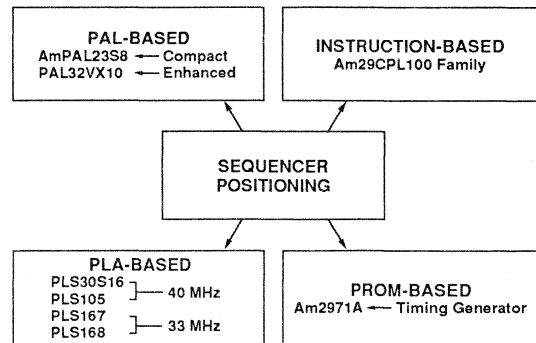 PAL-BASED
AmPAL23S8 ← Compact
PAL32VX10 ← Enhanced
INSTRUCTION-BASED
Am29CPL100 Family
SEQUENCER
POSITIONING
PLA-BASED
PLS30S16
PLS105
40 MHz
PLS167
PLS168
33 MHz
PROM-BASED
Am2971A ← Timing Generator